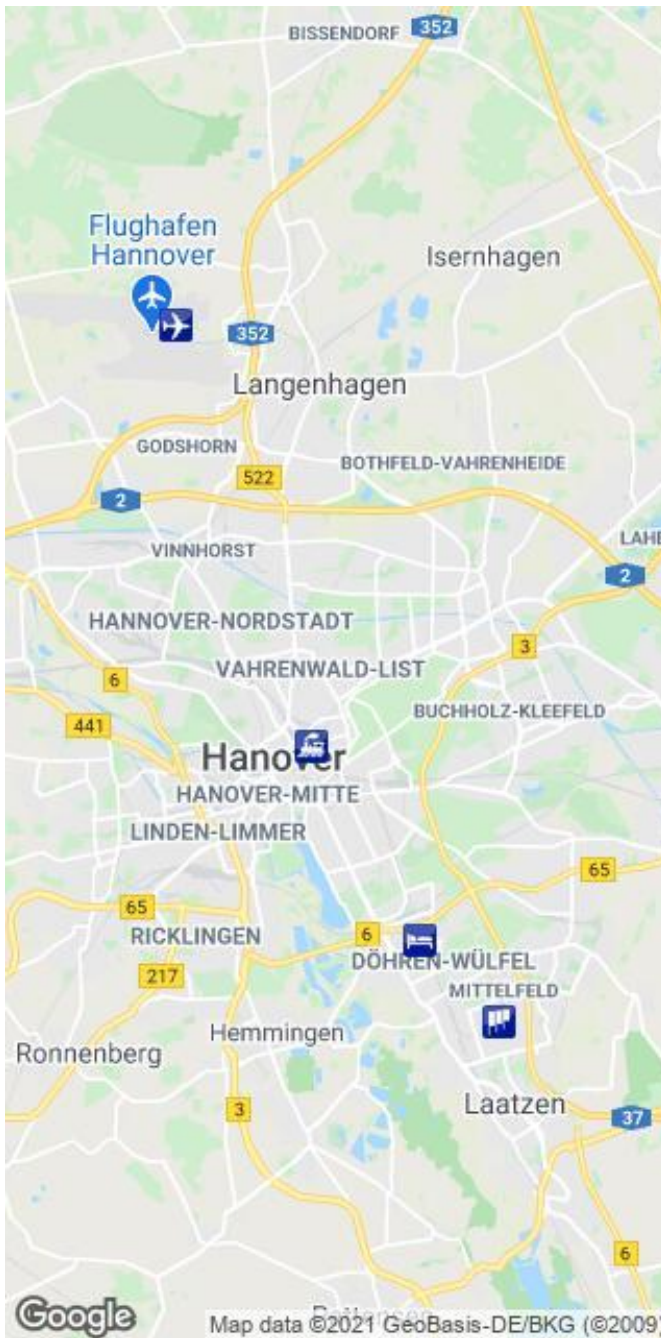 BISSENDORF
352
Flughafen
Hannover
Isernhagen
352
Langenhagen
GODSHORN
BOTHFELD-VAHRENHEIDE
522
2
VINNHORST
LAHE
2
HANNOVER-NORDSTADT
3
VAHRENWALD-LIST
6
BUCHHOLZ-KLEEFELD
441
Hanover
HANOVER-MITTE
LINDEN-LIMMER
65
65
6
RICKLINGEN
DÖHREN-WÜLFEL
217
MITTELFELD
Hemmingen
Ronnenberg
Laatzen
3
37
6
Google
Map data ©2021 GeoBasis-DE/BKG (©2009